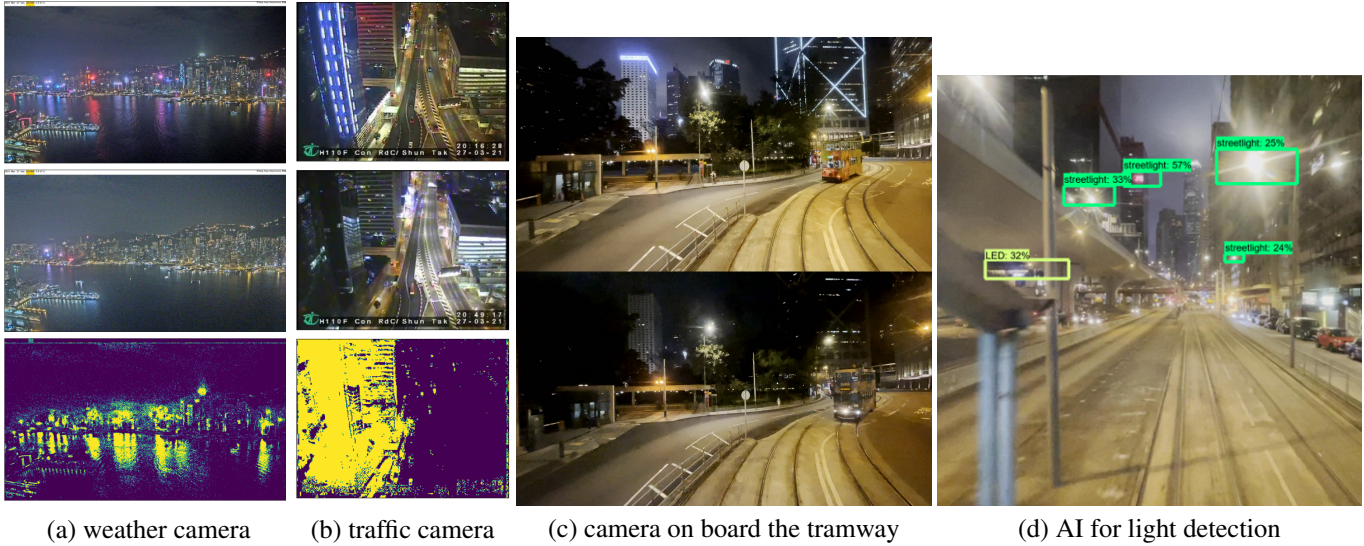 H110F Con RdC/Shun Tak
20:16:28
27-03-21
H110F Con RdC/Shun Tak
20:49:17
27-03-21
streetlight: 25%
streetlight: 57%
streetlight: 33%
streetlight: 24%
LED: 32%
(a) weather camera
(b) traffic camera
(c) camera on board the tramway
(d) AI for light detection